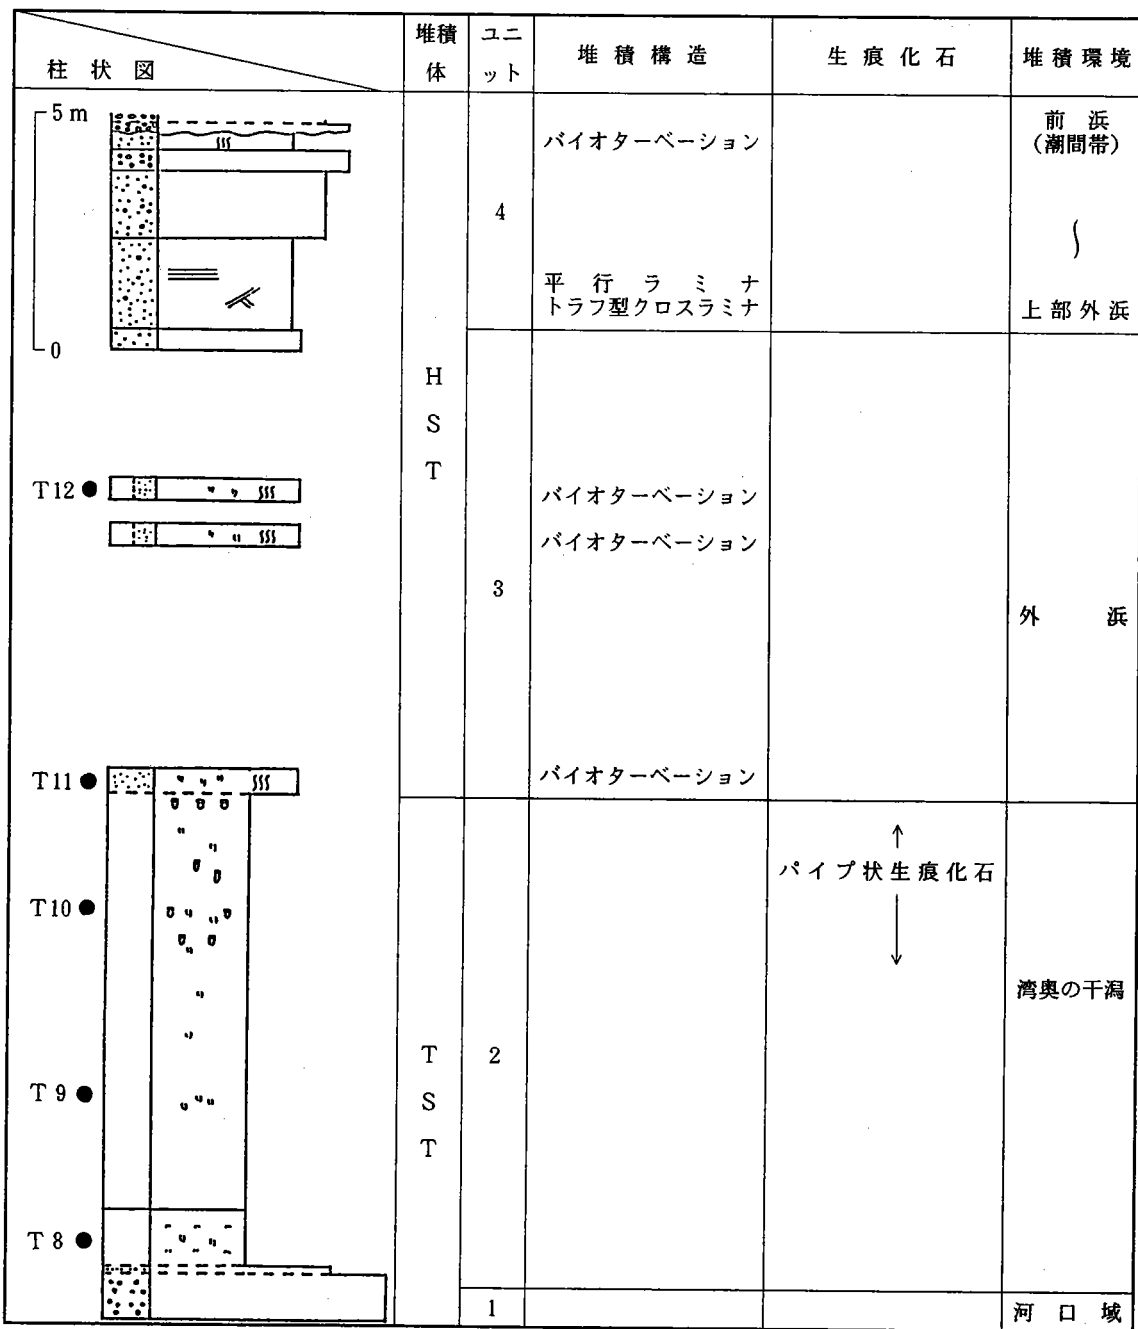 柱状図
堆積体
ユニット
堆積構造
生痕化石
堆積環境
5m
0
バイオターベーション
4
平行ラミナ
トラフ型クロスラミナ
前浜
(潮間帯)
〜
上部外浜
HST
T12
バイオターベーション
バイオターベーション
3
外浜
T11
バイオターベーション
↑
パイプ状生痕化石
↓
T10
湾奥の干潟
TST
2
T9
T8
1
河口域